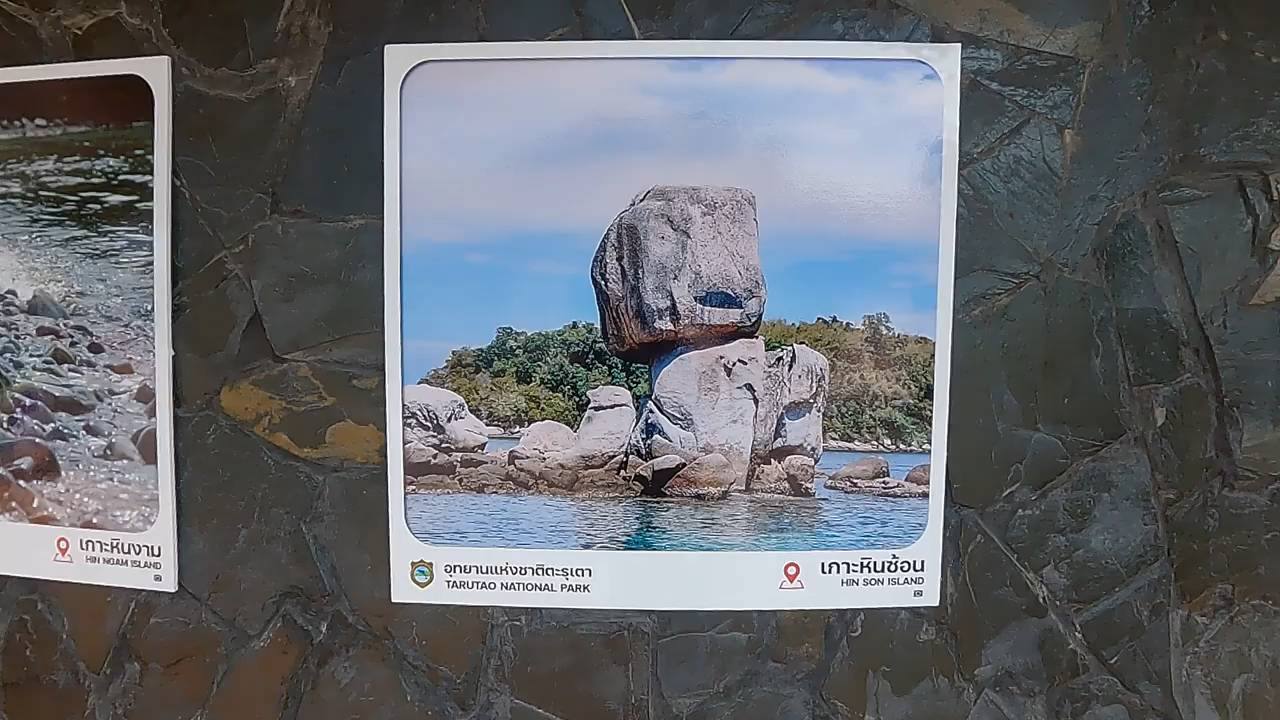 เกาะหินงาม
HIN NGAM ISLAND
อุทยานแห่งชาติตะรุเตา
TARUTAO NATIONAL PARK
เกาะหินซ้อน
HIN SON ISLAND